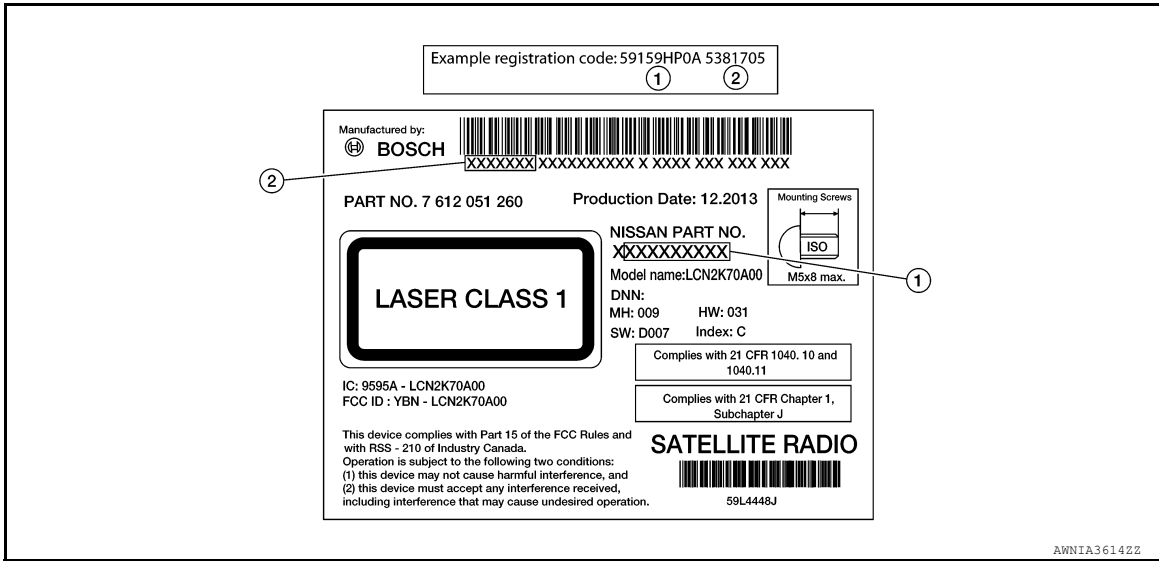 Example registration code: 59159HP0A 5381705
1 2
Manufactured by:
BOSCH
XXXXXXX XXXXXXXXXX X XXXX XXX XXX XXX
2
PART NO. 7 612 051 260
Production Date: 12.2013
Mounting Screws
ISO
M5x8 max.
NISSAN PART NO.
XXXXXXXXXX
1
Model name:LCN2K70A00
DNN:
MH: 009 HW: 031
SW: D007 Index: C
LASER CLASS 1
Complies with 21 CFR 1040. 10 and
1040.11
Complies with 21 CFR Chapter 1,
Subchapter J
IC: 9595A - LCN2K70A00
FCC ID : YBN - LCN2K70A00
This device complies with Part 15 of the FCC Rules and
with RSS - 210 of Industry Canada.
Operation is subject to the following two conditions:
(1) this device may not cause harmful interference, and
(2) this device must accept any interference received,
including interference that may cause undesired operation.
SATELLITE RADIO
59L4448J
AWNIA3614ZZ